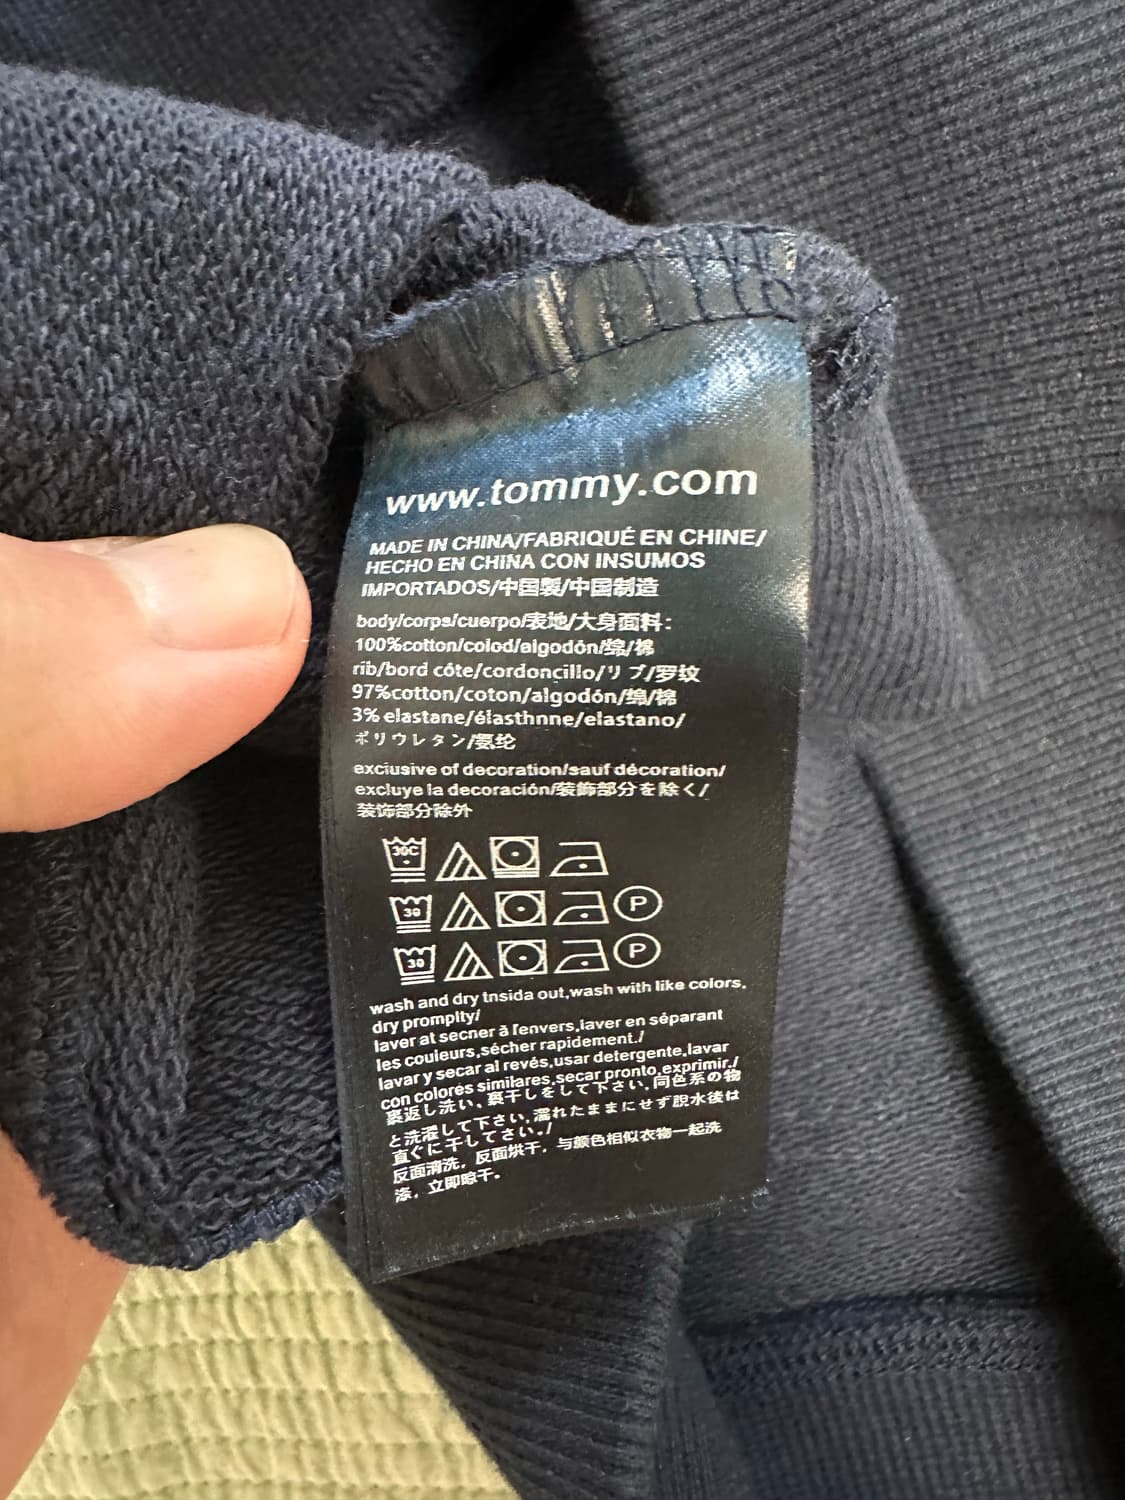 www.tommy.com
MADE IN CHINA/FABRIQUÉ EN CHINE/
HECHO EN CHINA CON INSUMOS
IMPORTADOS/中国製/中国制造
body/corps/cuerpo/表地/大身面料:
100%cotton/colod/algodón/綿/棉
rib/bord côte/cordoncillo/リブ/罗纹
97%cotton/coton/algodón/綿/棉
3% elastane/élasthnne/elastano/
ポリウレタン/氨纶
exciusive of decoration/sauf décoration/
excluye la decoración/装飾部分を除く/
装饰部分除外
30C
30 P
30 P
wash and dry tnsida out,wash with like colors.
dry prompity/
laver at secner à l'envers,laver en séparant
les couleurs,sécher rapidement./
lavar y secar al revés,usar detergente,lavar
con colores similares,secar pronto,exprimir./
裏返し洗い、裏干しをして下さい,同色系の物
と洗濯して下さい,濡れたままにせず脱水後は
直ぐに干してさい./
反面清洗，反面烘干，与颜色相似衣物一起洗
涤，立即晾干。